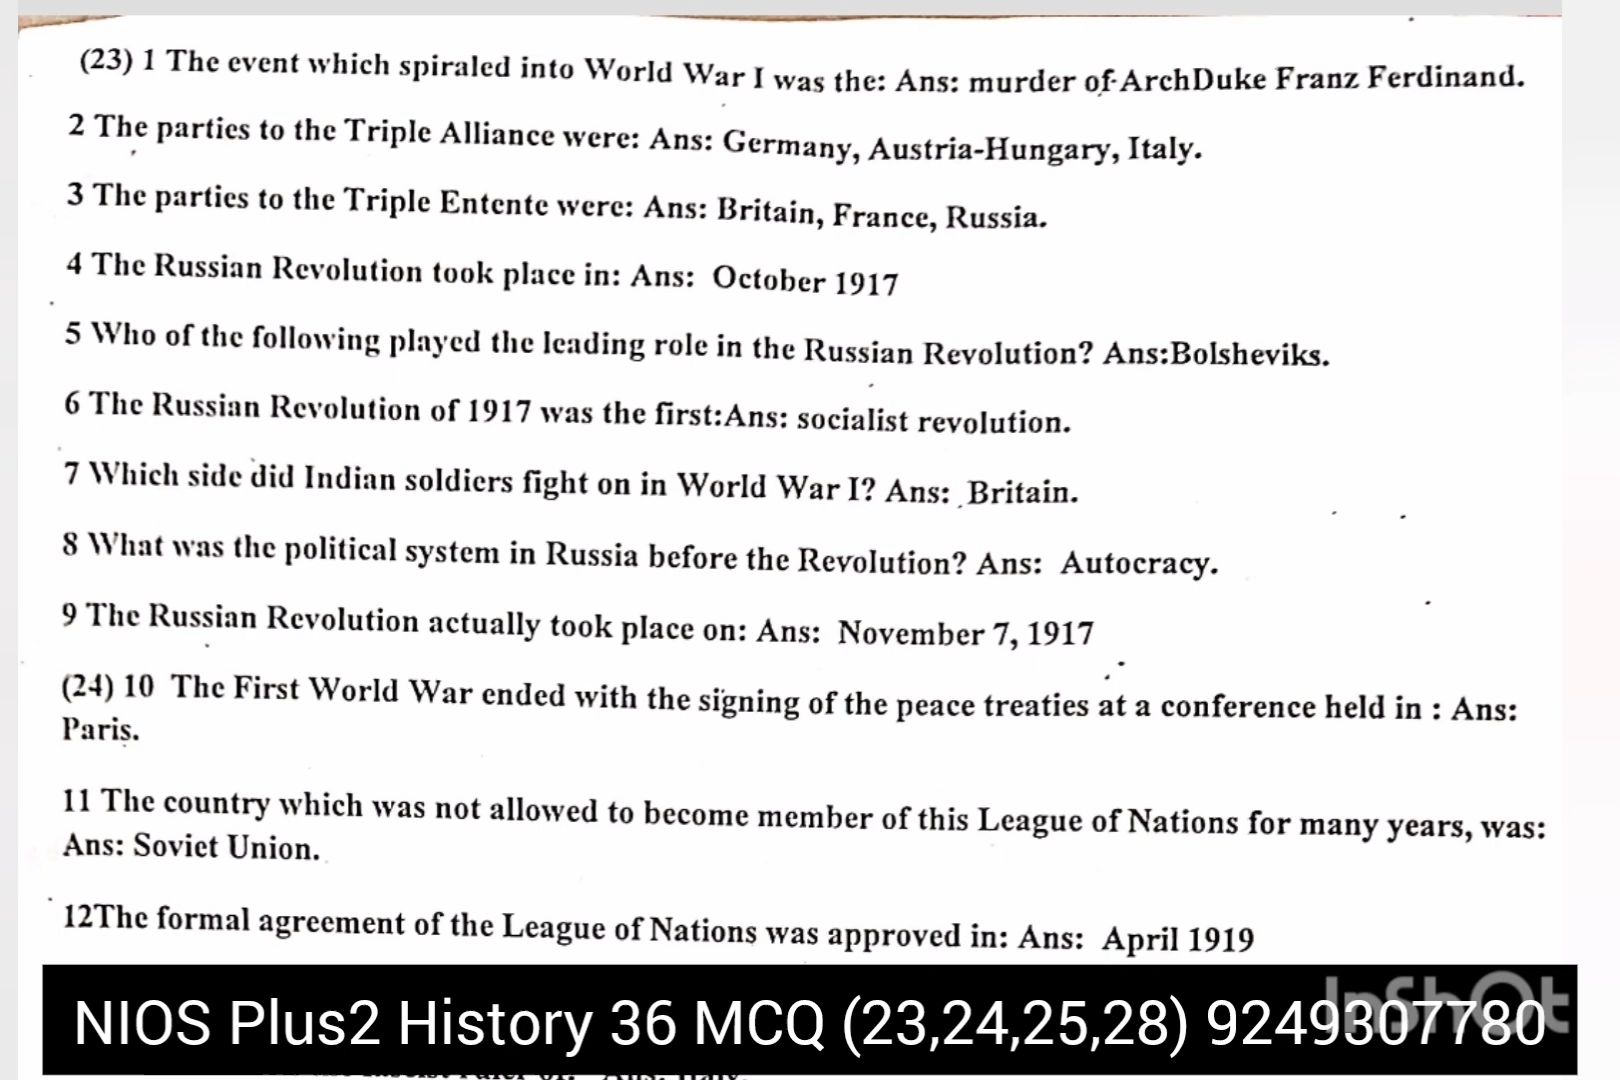 (23) 1 The event which spiraled into World War I was the: Ans: murder of ArchDuke Franz Ferdinand.
2 The parties to the Triple Alliance were: Ans: Germany, Austria-Hungary, Italy.
3 The parties to the Triple Entente were: Ans: Britain, France, Russia.
4 The Russian Revolution took place in: Ans: October 1917
5 Who of the following played the leading role in the Russian Revolution? Ans:Bolsheviks.
6 The Russian Revolution of 1917 was the first:Ans: socialist revolution.
7 Which side did Indian soldiers fight on in World War I? Ans: Britain.
8 What was the political system in Russia before the Revolution? Ans: Autocracy.
9 The Russian Revolution actually took place on: Ans: November 7, 1917
(24) 10 The First World War ended with the signing of the peace treaties at a conference held in : Ans:
Paris.
11 The country which was not allowed to become member of this League of Nations for many years, was:
Ans: Soviet Union.
12The formal agreement of the League of Nations was approved in: Ans: April 1919
NIOS Plus2 History 36 MCQ (23,24,25,28) 9249307780
InShOt